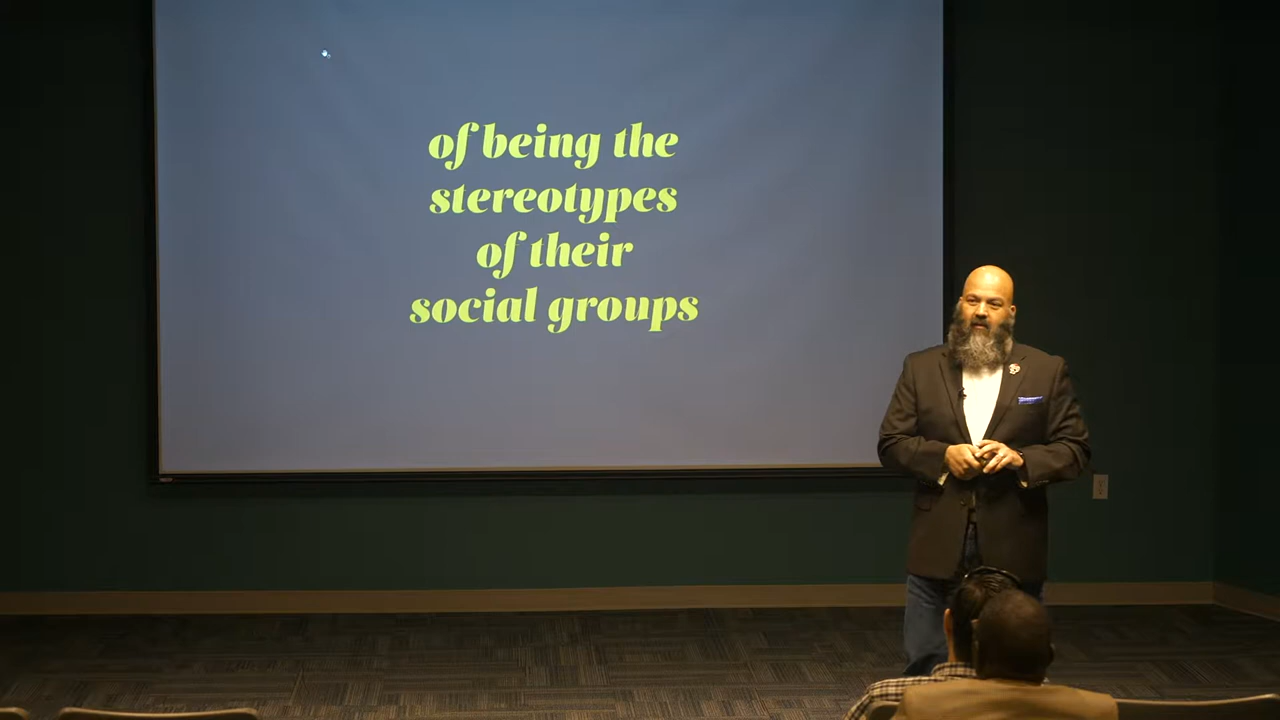 of being the
stereotypes
of their
social groups